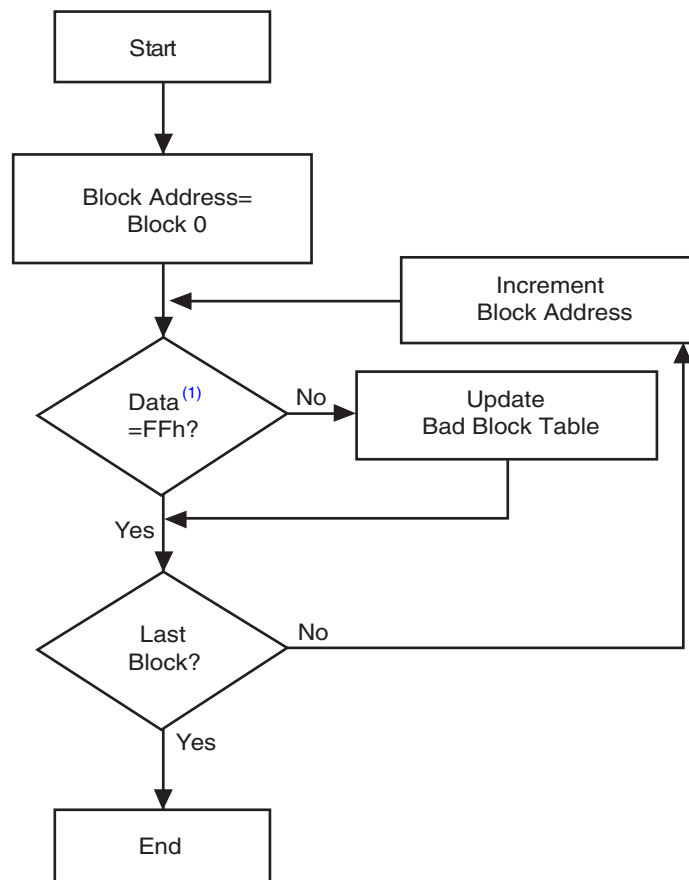 Start
Block Address=
Block 0
Increment
Block Address
Data(1)
=FFh?
No
Update
Bad Block Table
Yes
Last
Block?
No
Yes
End